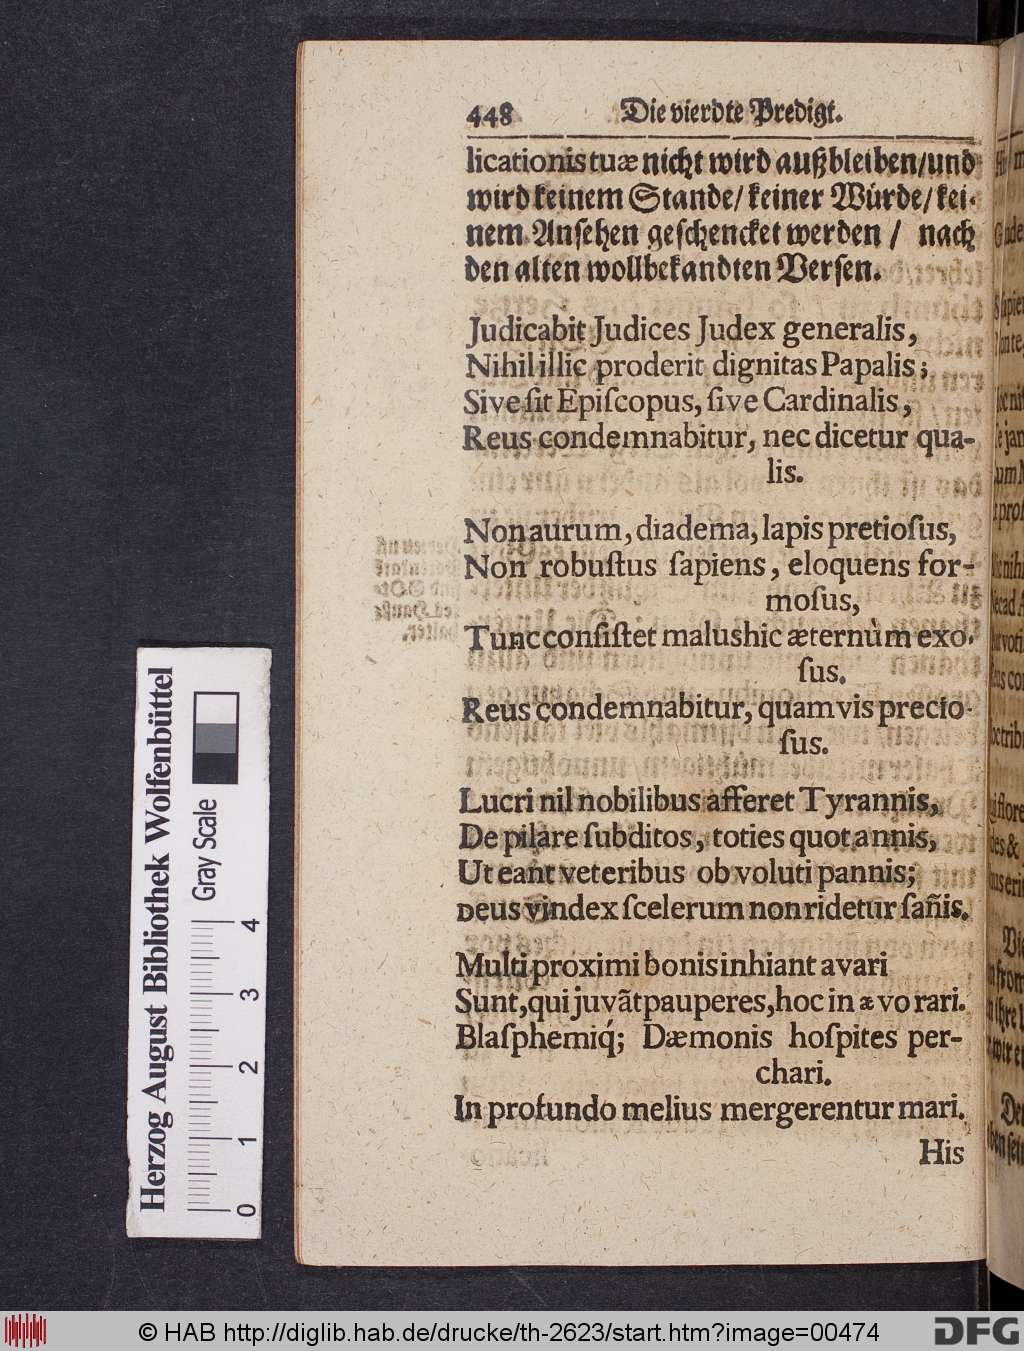 448 Die vierdte Predigt.
licationis tuæ nicht wird außbleiben/und
wird keinem Stande/ keiner Würde/ kei-
nem Ansehen geschencket werden / nach
den alten wollbekandten Versen.
Judicabit Judices Judex generalis,
Nihil illic proderit dignitas Papalis;
Sive ſit Epiſcopus, ſive Cardinalis,
Reus condemnabitur, nec dicetur qua-
lis.
Non aurum, diadema, lapis pretioſus,
Non robuſtus ſapiens, eloquens for-
moſus,
Tunc conſiſtet malus hic æternùm exo-
ſus.
Reus condemnabitur, quamvis precio-
ſus.
Lucri nil nobilibus afferet Tyrannis,
De pilare ſubditos, toties quot annis,
Ut eant veteribus ob voluti pannis;
Deus vindex ſcelerum non ridetur ſañis.
Multi proximi bonis inhiant avari
Sunt, qui juvãt pauperes, hoc in ævo rari.
Blaſphemiq́; Dæmonis hoſpites per-
chari.
In profundo melius mergerentur mari.
His
Herzog August Bibliothek Wolfenbüttel
Gray Scale
0 1 2 3 4
© HAB http://diglib.hab.de/drucke/th-2623/start.htm?image=00474
DFG